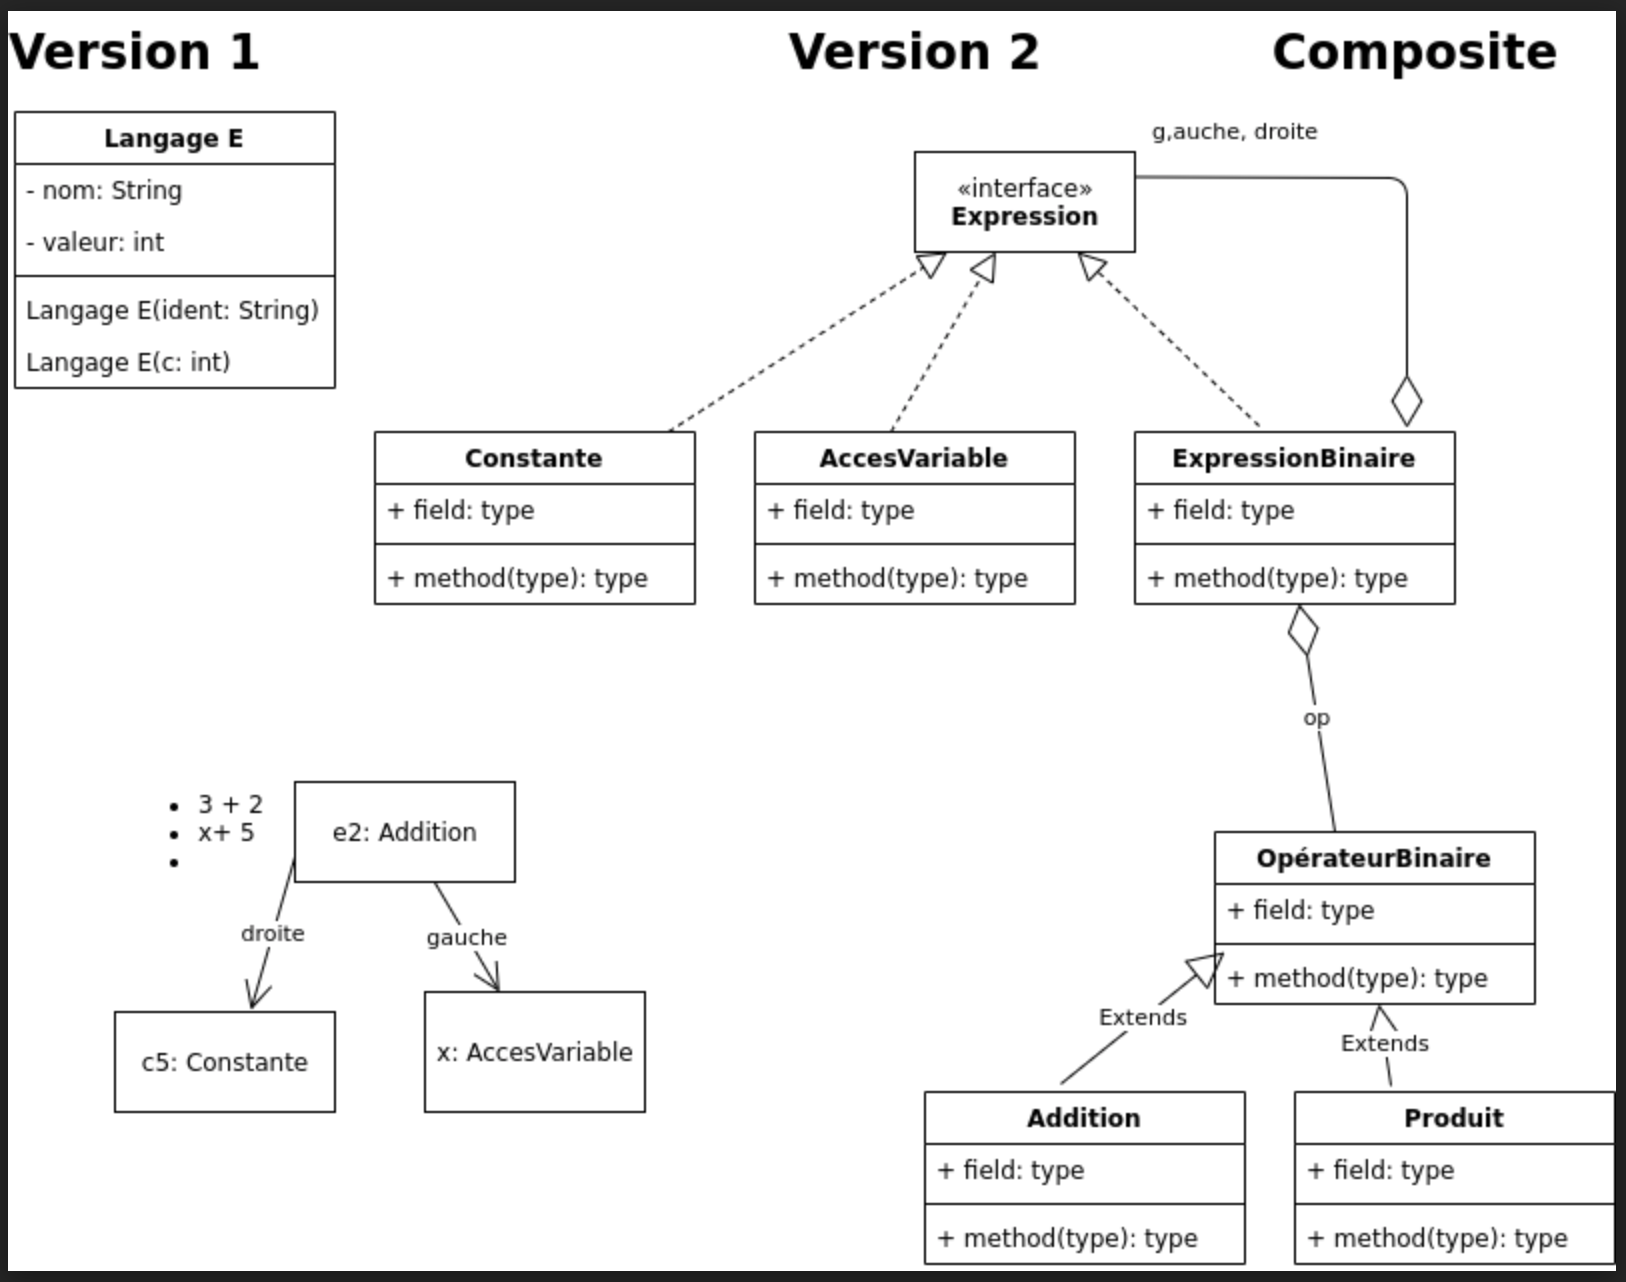 Version 1
Version 2
Composite
Langage E
- nom: String
- valeur: int
Langage E(ident: String)
Langage E(c: int)
g,auche, droite
«interface»
Expression
Constante
+ field: type
+ method(type): type
AccesVariable
+ field: type
+ method(type): type
ExpressionBinaire
+ field: type
+ method(type): type
op
• 3 + 2
• x+ 5
•
e2: Addition
droite
gauche
c5: Constante
x: AccesVariable
OpérateurBinaire
+ field: type
+ method(type): type
Extends
Extends
Addition
+ field: type
+ method(type): type
Produit
+ field: type
+ method(type): type